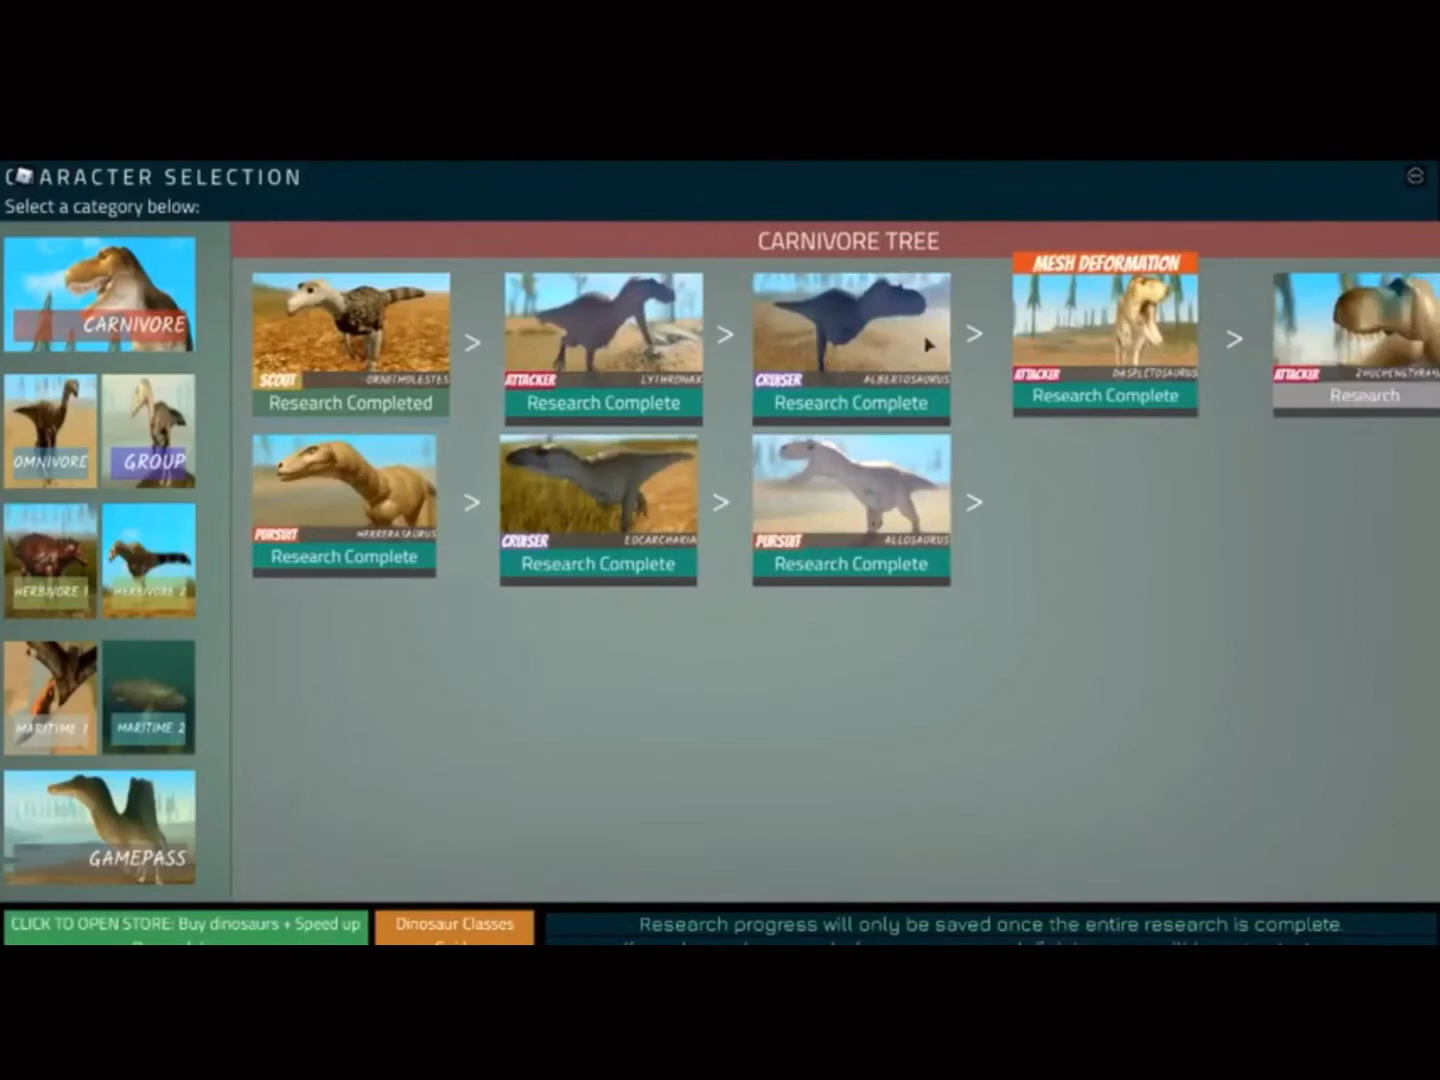 C ARACTER SELECTION
Select a category below:
CARNIVORE TREE
CARNIVORE
OMNIVORE
GROUP
HERBIVORE 1
HERBIVORE 2
MARITIME 1
MARITIME 2
GAMEPASS
SCOUT ORNITHOLESTES
Research Completed
>
ATTACKER LYTHRONAX
Research Complete
>
CRUISER ALBERTOSAURUS
Research Complete
>
MESH DEFORMATION
ATTACKER DASPLETOSAURUS
Research Complete
>
ATTACKER ZHUCHENGTYRAN
Research
PURSUIT HERRERASAURUS
Research Complete
>
CRUISER EOCARCHARIA
Research Complete
>
PURSUIT ALLOSAURUS
Research Complete
>
CLICK TO OPEN STORE: Buy dinosaurs + Speed up
Dinosaur Classes
Research progress will only be saved once the entire research is complete.